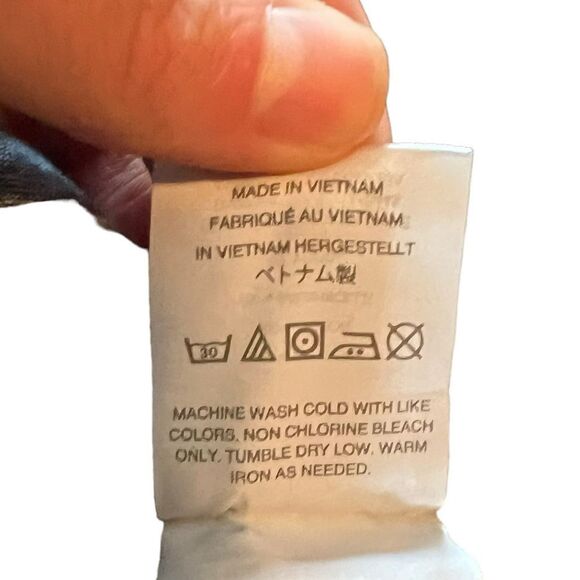 MADE IN VIETNAM
FABRIQUÉ AU VIETNAM
IN VIETNAM HERGESTELLT
ベトナム製
30
MACHINE WASH COLD WITH LIKE
COLORS. NON CHLORINE BLEACH
ONLY. TUMBLE DRY LOW. WARM
IRON AS NEEDED.